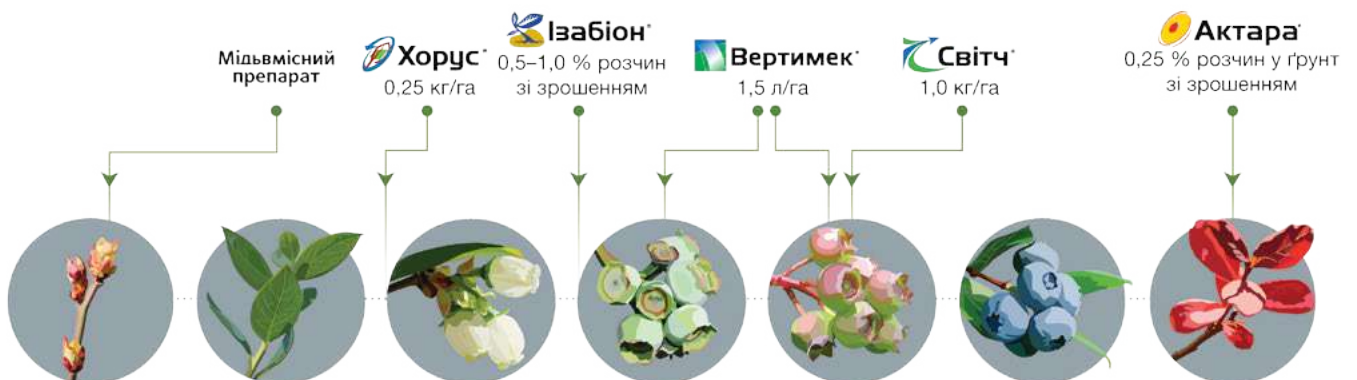 Мідьвмісний
препарат
Хорус*
0,25 кг/га
Ізабіон*
0,5–1,0 % розчин
зі зрошенням
Вертимек*
1,5 л/га
Світч*
1,0 кг/га
Актара*
0,25 % розчин у ґрунт
зі зрошенням